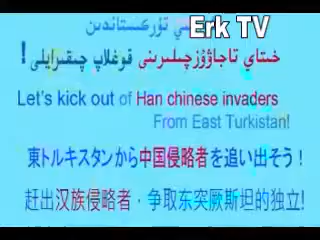 Erk TV
تۈركىستاندىن
خىتاي تاجاۋۇزچىلىرىنى قوغلاپ چىقىرايلى!
Let's kick out of Han chinese invaders
From East Turkistan!
東トルキスタンから中国侵略者を追い出そう！
赶出汉族侵略者，争取东突厥斯坦的独立!